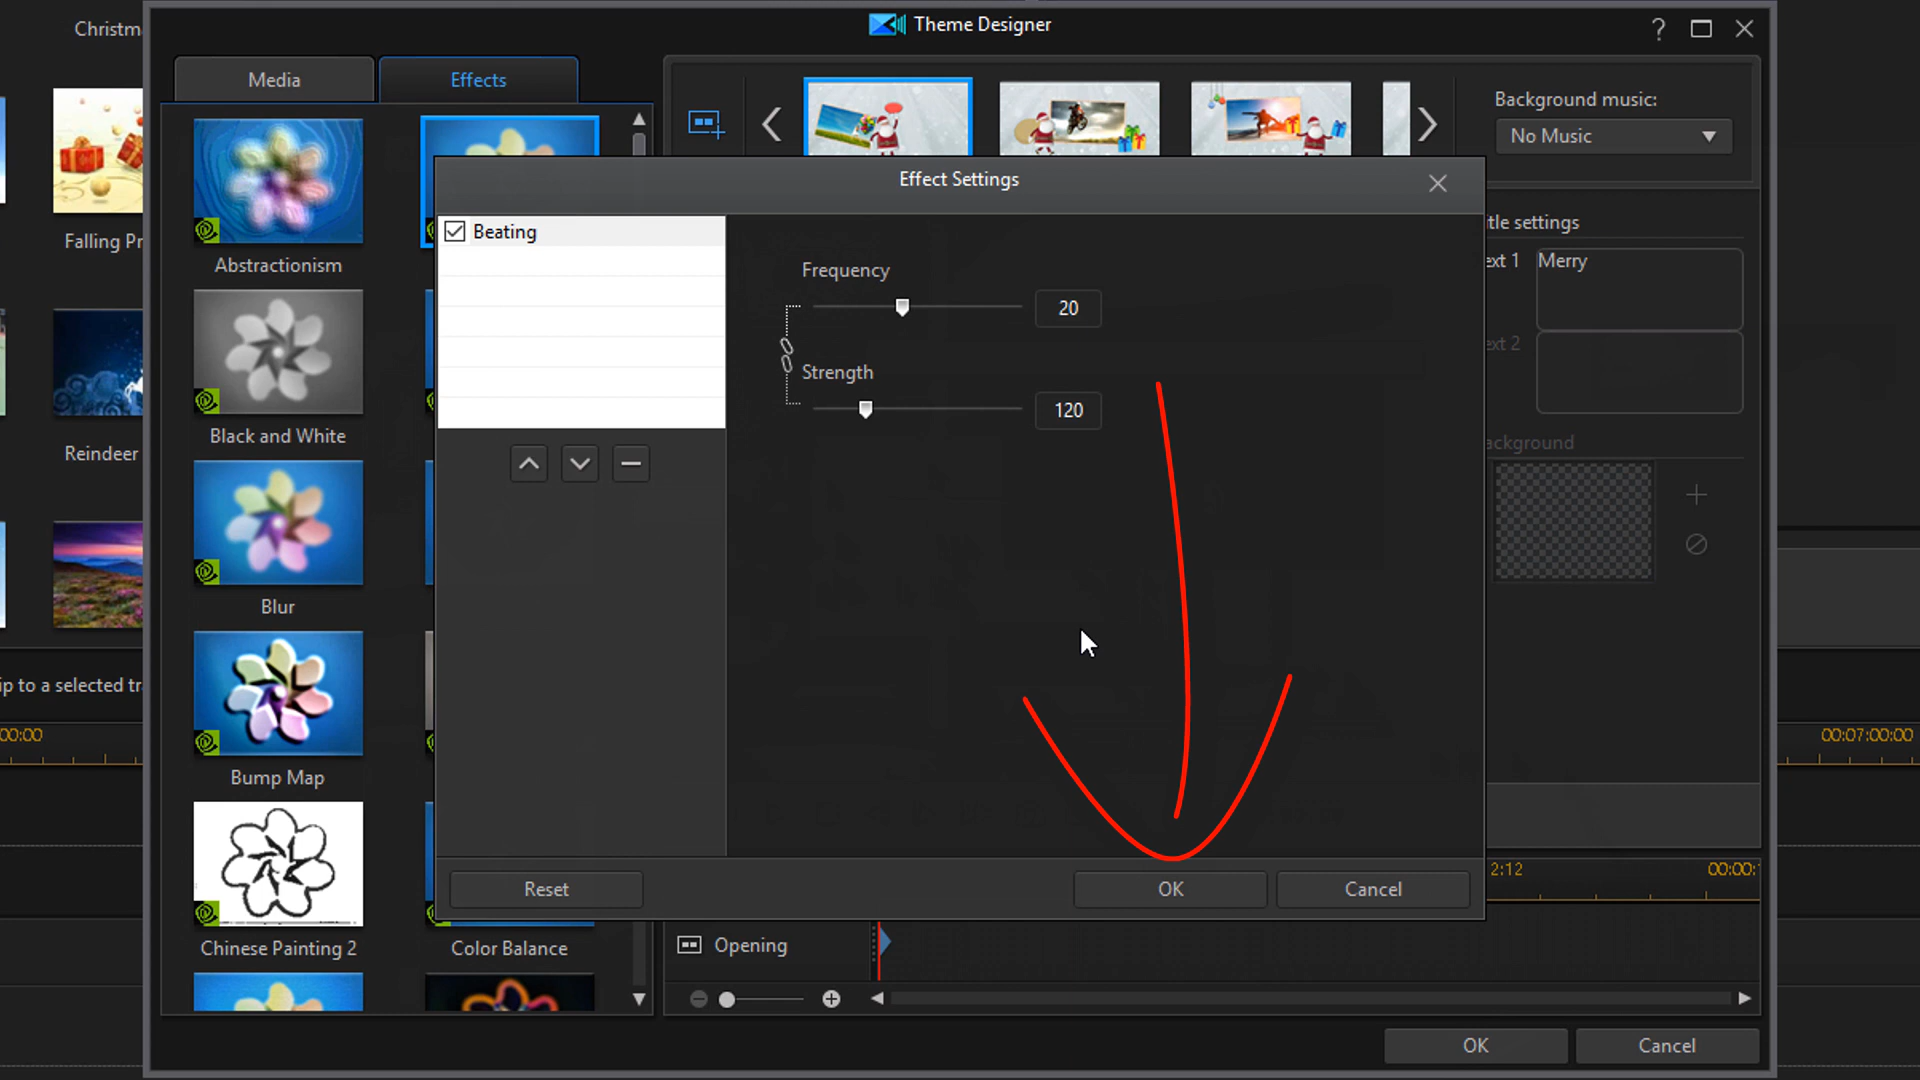 Theme Designer
?
Christm
Media
Effects
Background music:
No Music
Effect Settings
Beating
Frequency
20
Strength
120
Reset
OK
Cancel
itle settings
ext 1
Merry
ext 2
ackground
Falling Pr
Reindeer
Abstractionism
Black and White
Blur
Bump Map
Chinese Painting 2
Color Balance
ip to a selected tr
00:00
00:07:00:00
2:12
00:00:
Opening
OK
Cancel